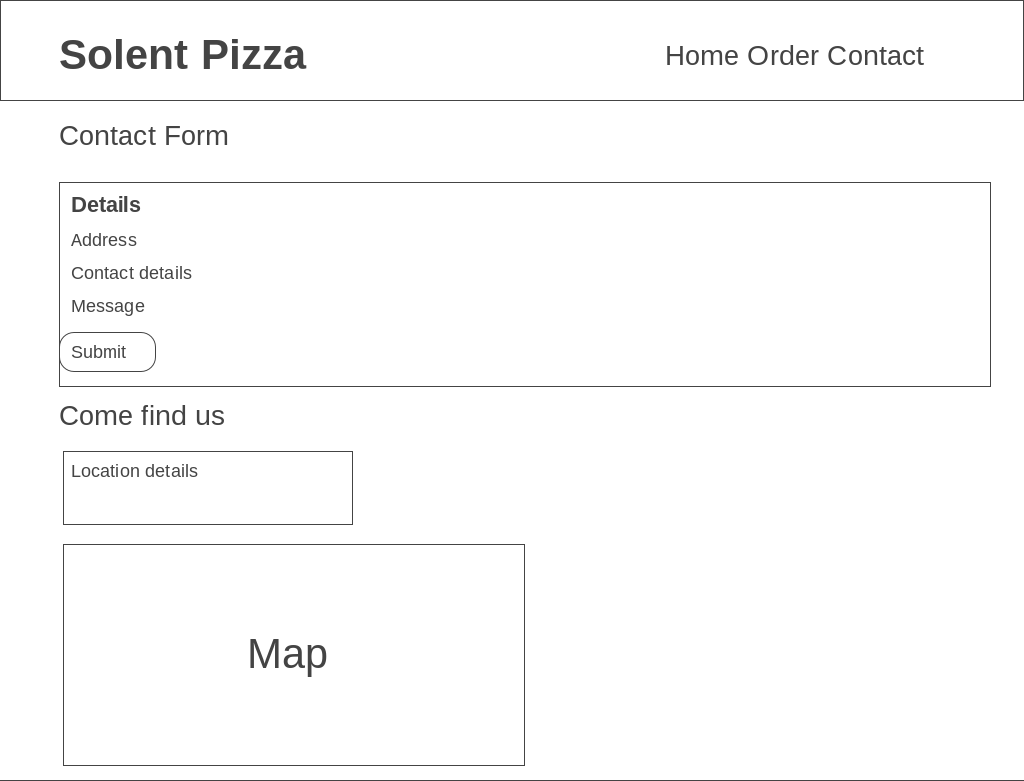 Solent Pizza
Home Order Contact
Contact Form
Details
Address
Contact details
Message
Submit
Come find us
Location details
Map